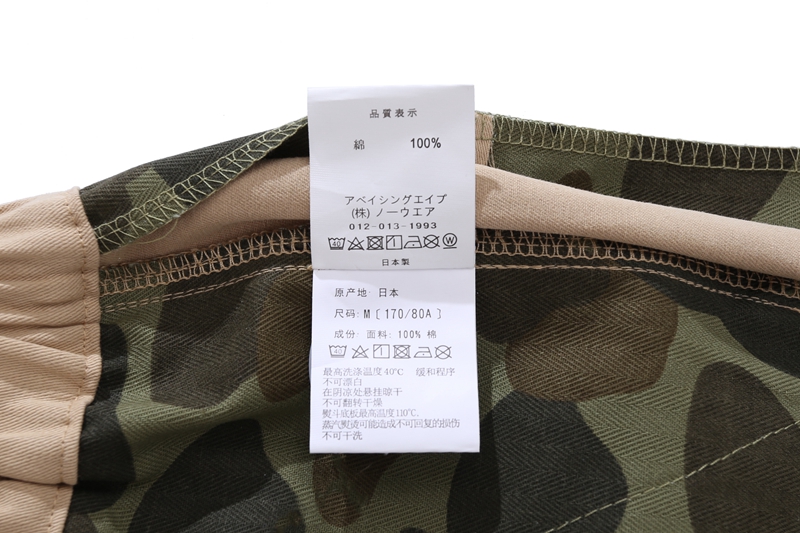 品質表示
綿 100%
アベイシングエイプ
(株) ノーウエア
012-013-1993
日本製
原产地: 日本
尺码: M [ 170/80A ]
成份: 面料: 100% 棉
最高洗涤温度40℃ 缓和程序
不可漂白
在阴凉处悬挂晾干
不可翻转干燥
熨斗底板最高温度110℃.
蒸汽熨烫可能造成不可回复的损伤
不可干洗